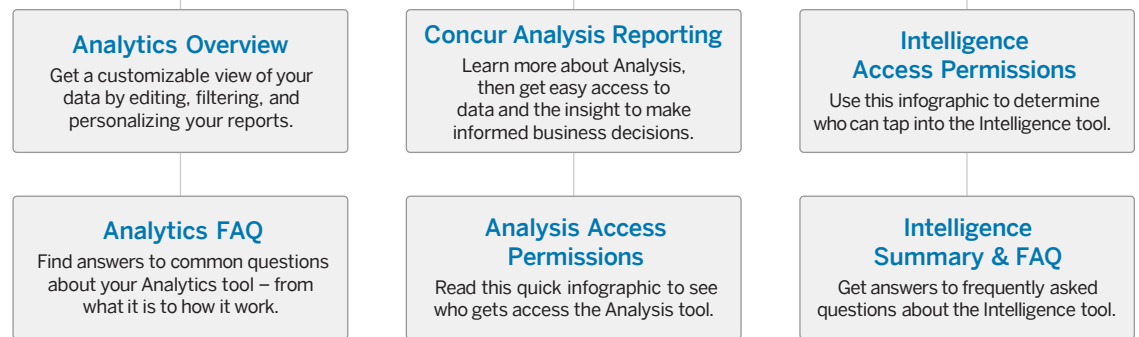 Analytics Overview
Get a customizable view of your
data by editing, filtering, and
personalizing your reports.
Concur Analysis Reporting
Learn more about Analysis,
then get easy access to
data and the insight to make
informed business decisions.
Intelligence
Access Permissions
Use this infographic to determine
who can tap into the Intelligence tool.
Analytics FAQ
Find answers to common questions
about your Analytics tool – from
what it is to how it work.
Analysis Access
Permissions
Read this quick infographic to see
who gets access the Analysis tool.
Intelligence
Summary & FAQ
Get answers to frequently asked
questions about the Intelligence tool.